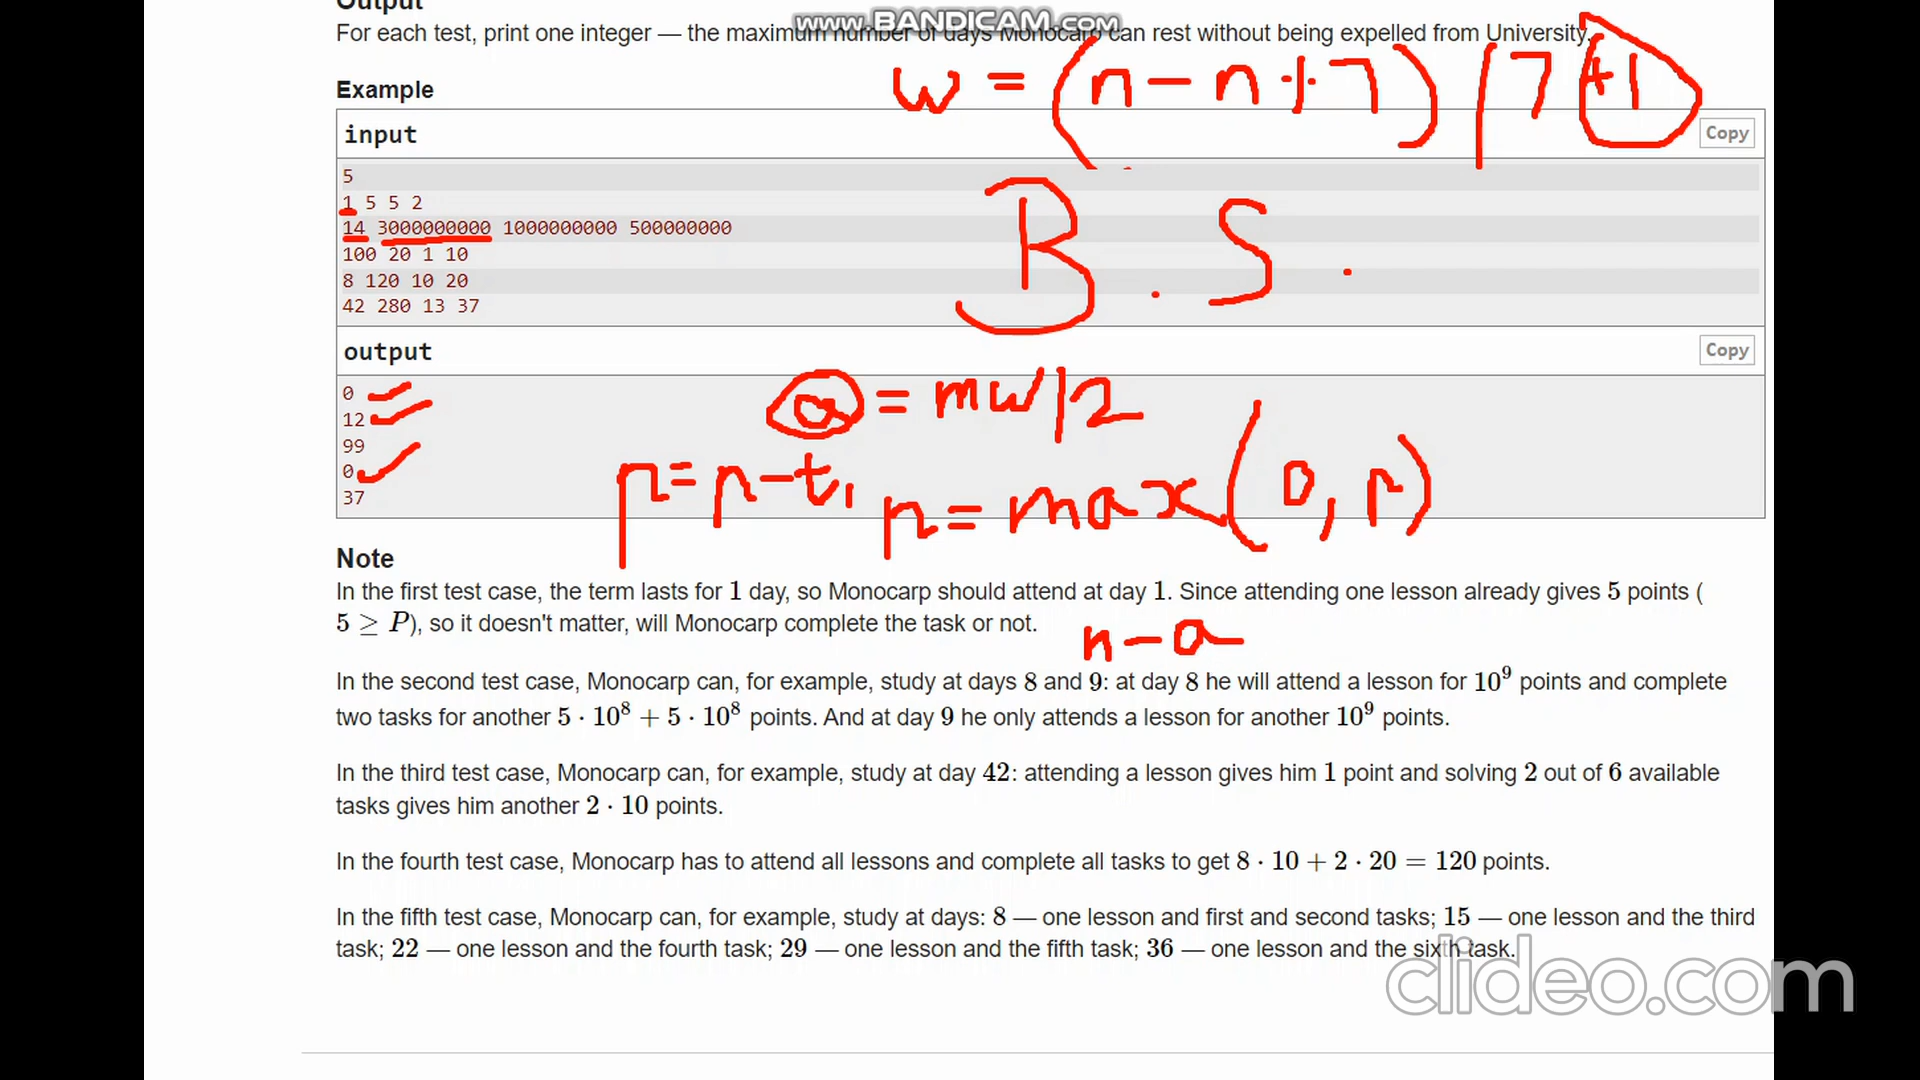 Output
www.BANDICAM.com
For each test, print one integer — the maximum number of days Monocarp can rest without being expelled from University.
w = (n - n + 7) | 7 + 1
Example
input
Copy
5
1 5 5 2
14 3000000000 1000000000 500000000
100 20 1 10
8 120 10 20
42 280 13 37
B. S.
output
Copy
0
12
99
0
37
a = mw/2
p = p - t,
p = max(0, p)
Note
In the first test case, the term lasts for 1 day, so Monocarp should attend at day 1. Since attending one lesson already gives 5 points (
5 ≥ P), so it doesn't matter, will Monocarp complete the task or not.
n - a
In the second test case, Monocarp can, for example, study at days 8 and 9: at day 8 he will attend a lesson for 10⁹ points and complete
two tasks for another 5 · 10⁸ + 5 · 10⁸ points. And at day 9 he only attends a lesson for another 10⁹ points.
In the third test case, Monocarp can, for example, study at day 42: attending a lesson gives him 1 point and solving 2 out of 6 available
tasks gives him another 2 · 10 points.
In the fourth test case, Monocarp has to attend all lessons and complete all tasks to get 8 · 10 + 2 · 20 = 120 points.
In the fifth test case, Monocarp can, for example, study at days: 8 — one lesson and first and second tasks; 15 — one lesson and the third
task; 22 — one lesson and the fourth task; 29 — one lesson and the fifth task; 36 — one lesson and the sixth task.
clideo.com